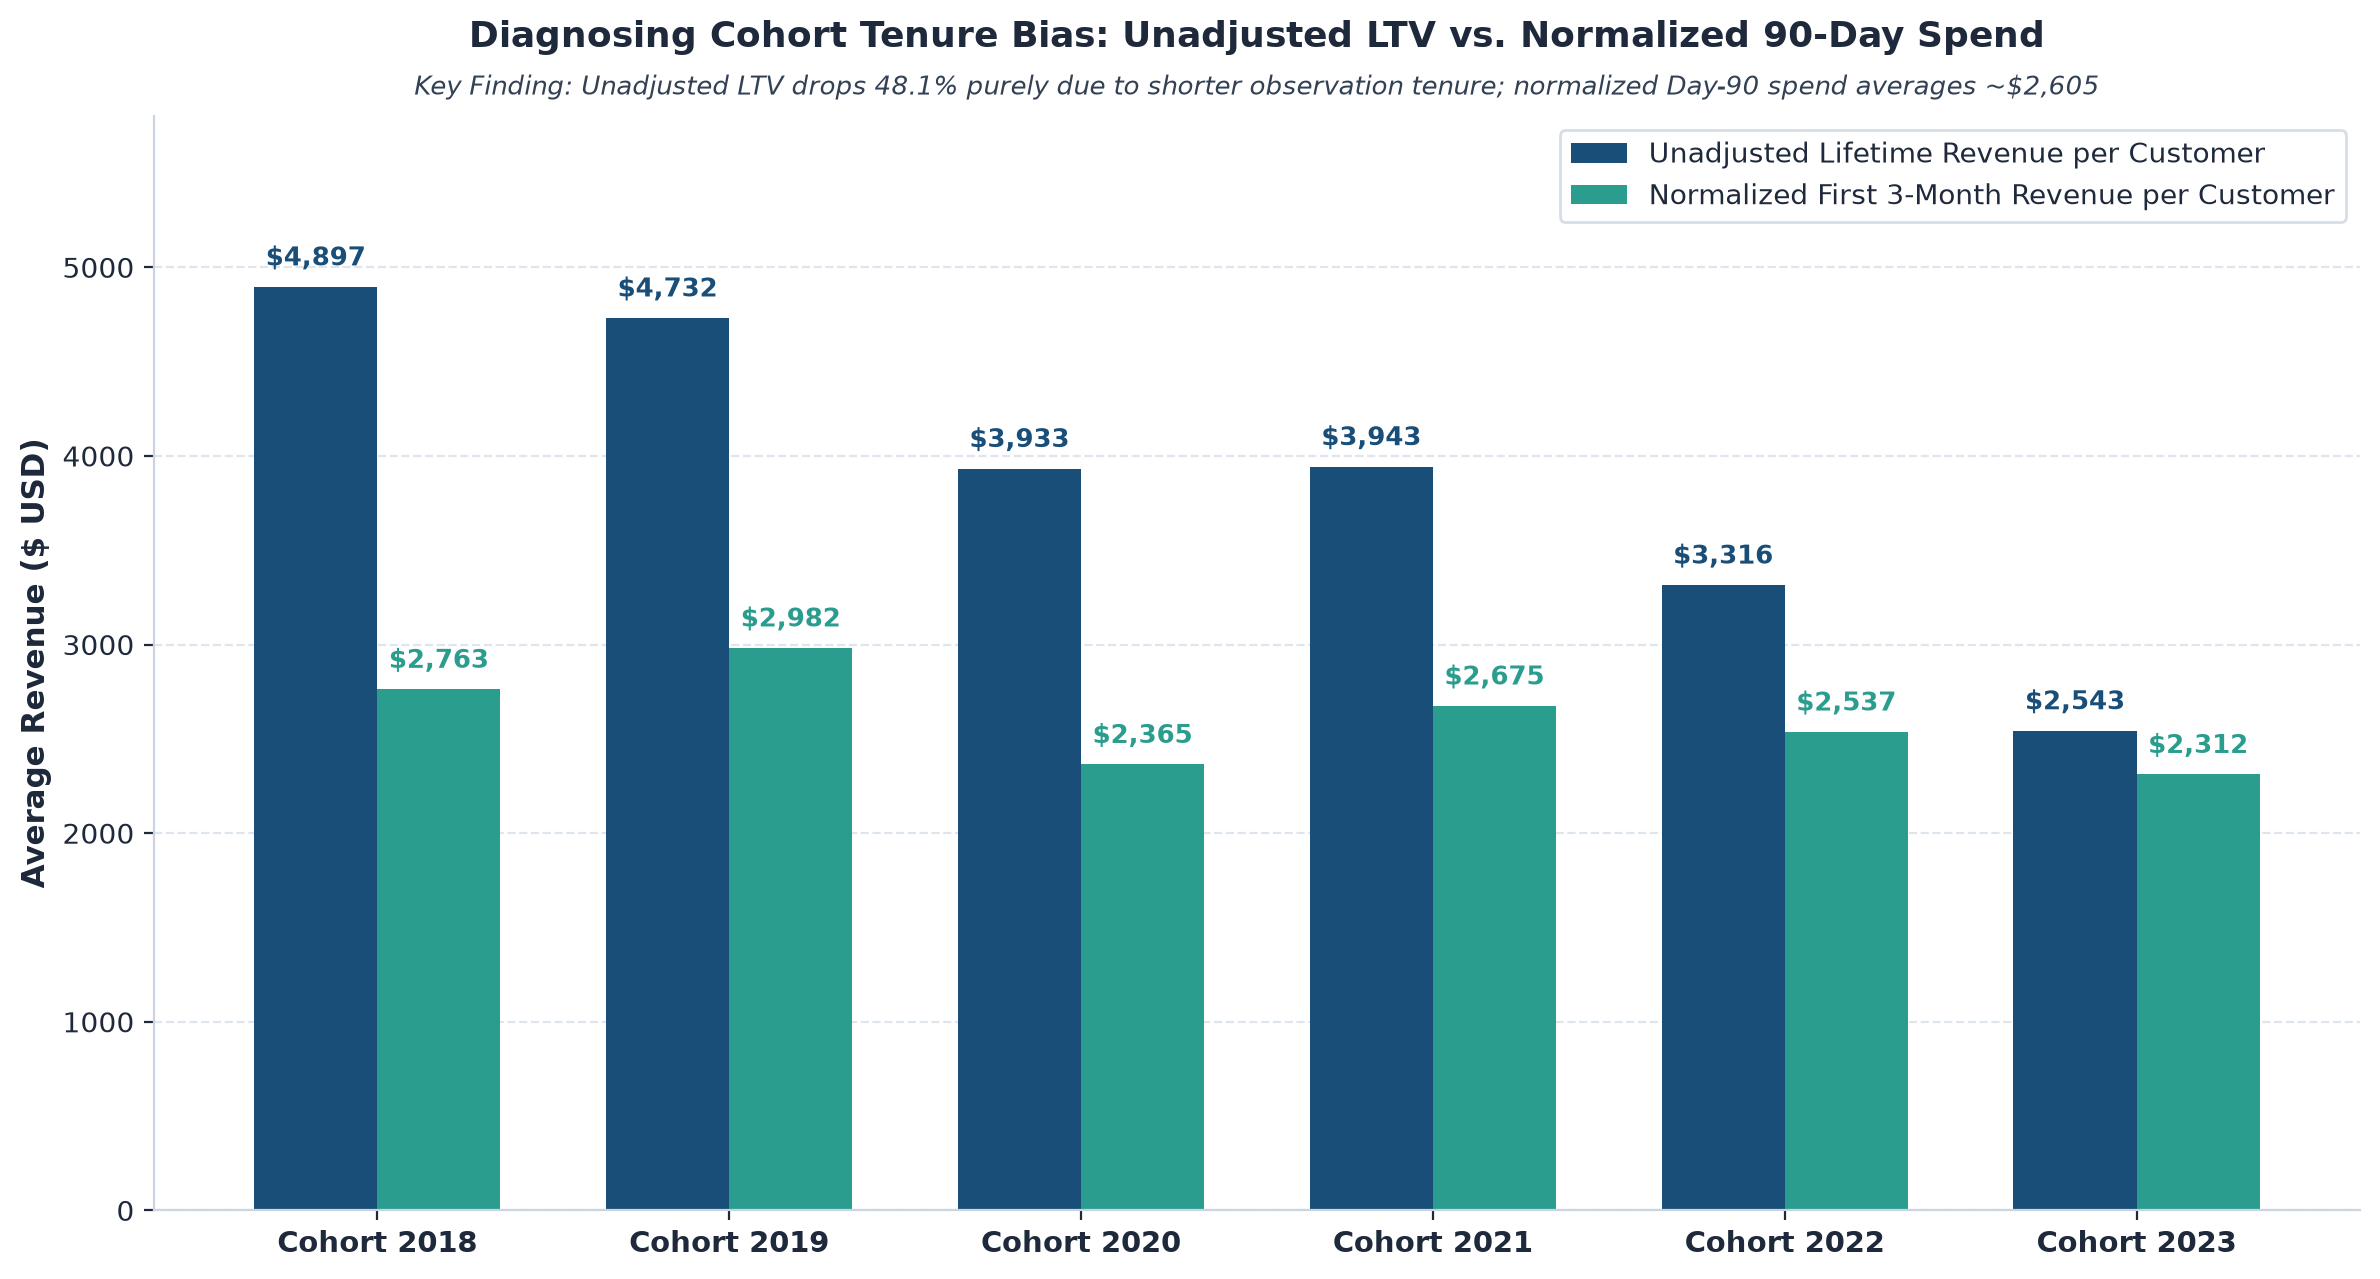 Diagnosing Cohort Tenure Bias: Unadjusted LTV vs. Normalized 90-Day Spend
Key Finding: Unadjusted LTV drops 48.1% purely due to shorter observation tenure; normalized Day-90 spend averages ~$2,605
Unadjusted Lifetime Revenue per Customer
Normalized First 3-Month Revenue per Customer
Average Revenue ($ USD)
5000
4000
3000
2000
1000
0
$4,897
$2,763
$4,732
$2,982
$3,933
$2,365
$3,943
$2,675
$3,316
$2,537
$2,543
$2,312
Cohort 2018
Cohort 2019
Cohort 2020
Cohort 2021
Cohort 2022
Cohort 2023